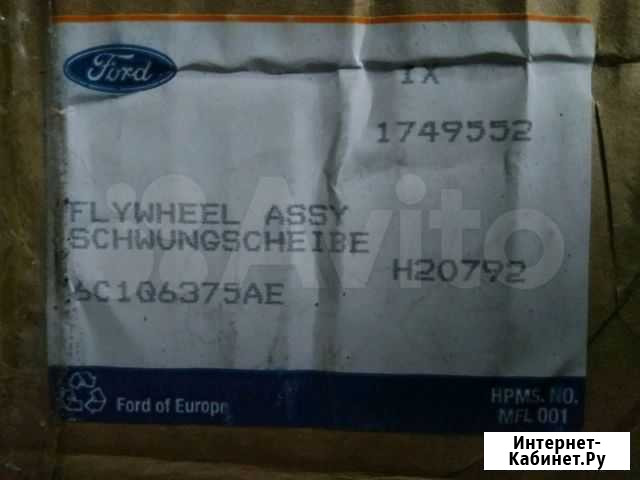 Ford
1X
1749552
FLYWHEEL ASSY
SCHWUNGSCHEIBE
H20792
6C1Q6375AE
Avito
Ford of Europe
HPMS. NO.
MFL 001
Интернет-
Кабинет.Ру